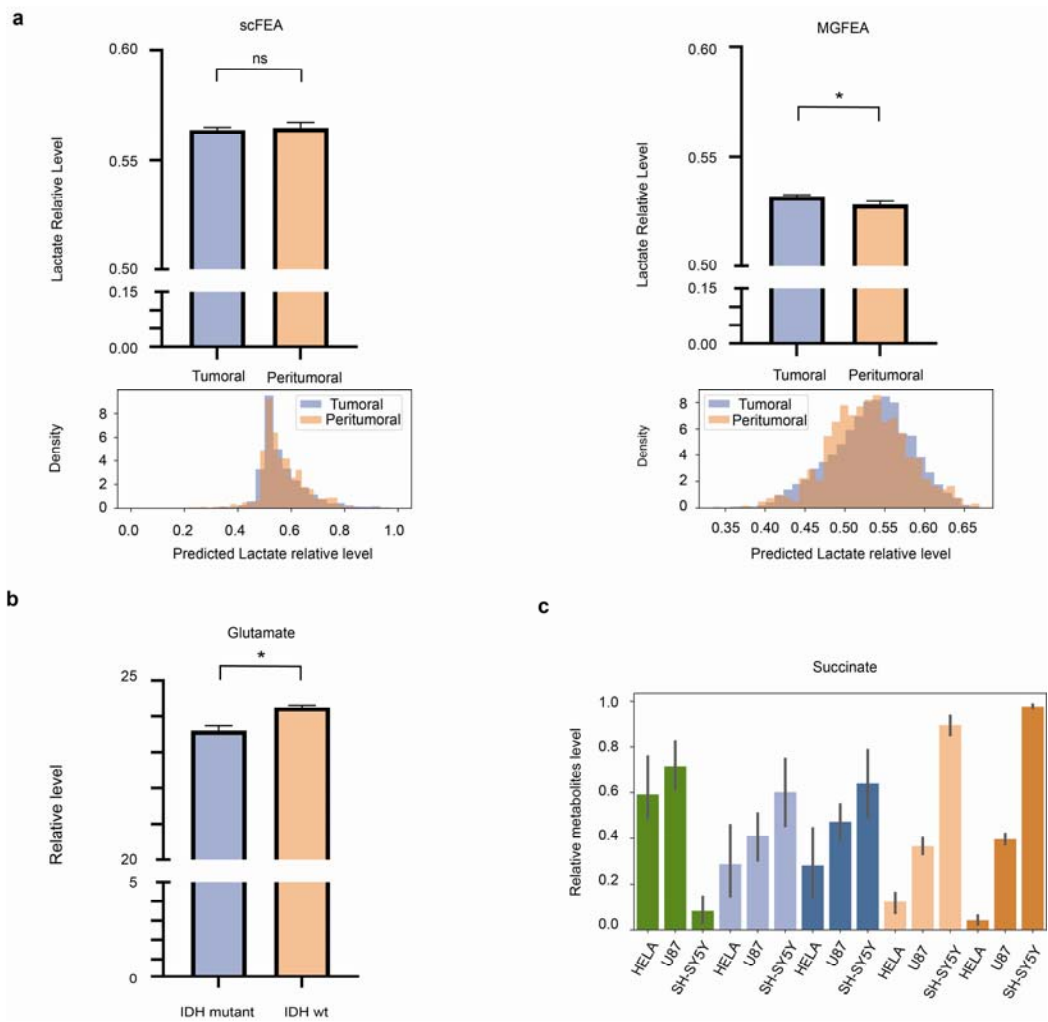 a
scFEA
0.60
ns
0.55
0.50
0.15
0.00
Lactate Relative Level
Tumoral
Peritumoral
8
6
4
2
0
Density
Tumoral
Peritumoral
0.0
0.2
0.4
0.6
0.8
1.0
Predicted Lactate relative level
MGFEA
0.60
*
0.55
0.50
0.15
0.00
Lactate Relative Level
Tumoral
Peritumoral
8
6
4
2
0
Density
Tumoral
Peritumoral
0.35
0.40
0.45
0.50
0.55
0.60
0.65
Predicted Lactate relative level
b
Glutamate
*
25
20
5
0
Relative level
IDH mutant
IDH wt
c
Succinate
1.0
0.8
0.6
0.4
0.2
0.0
Relative metabolites level
HELA
U87
SH-SY5Y
HELA
U87
SH-SY5Y
HELA
U87
SH-SY5Y
HELA
U87
SH-SY5Y
HELA
U87
SH-SY5Y